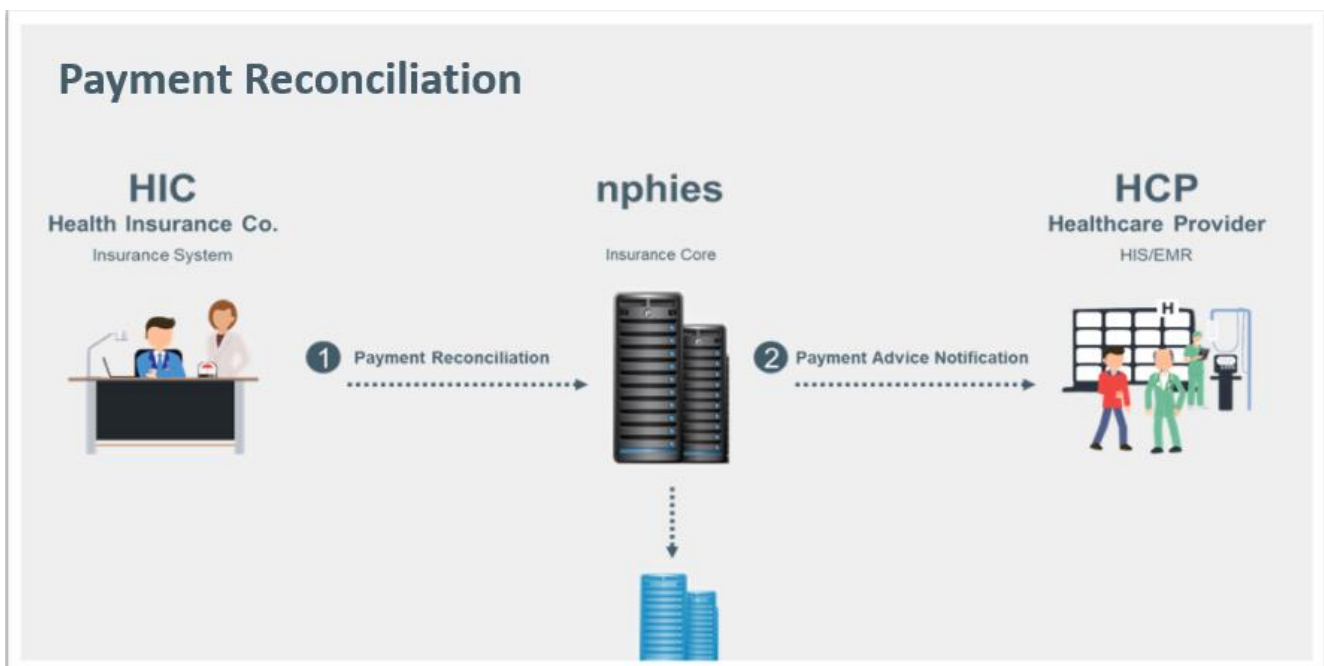 Payment Reconciliation
HIC
Health Insurance Co.
Insurance System
nphies
Insurance Core
HCP
Healthcare Provider
HIS/EMR
H
1 Payment Reconciliation
2 Payment Advice Notification